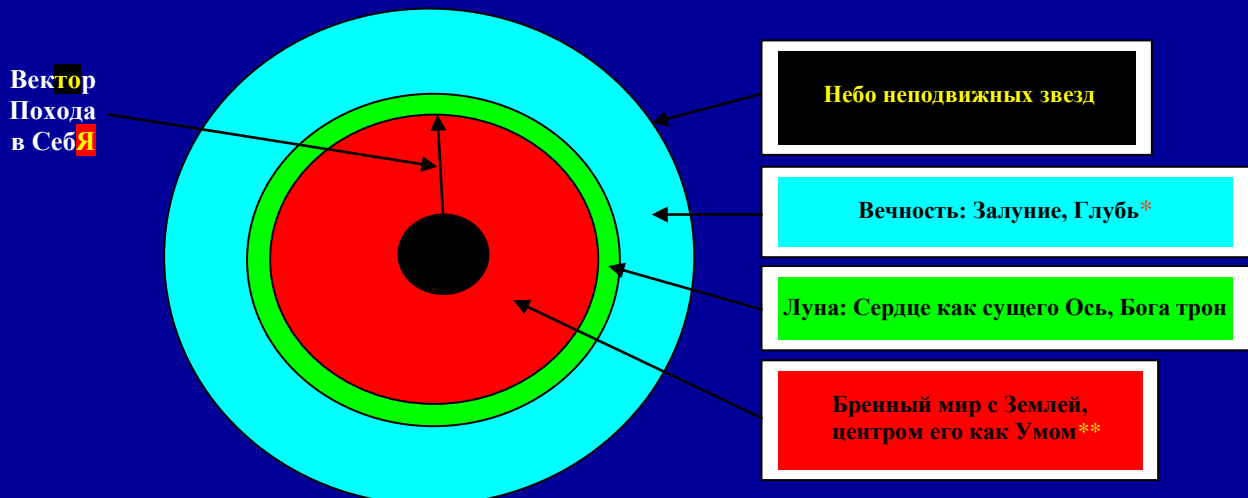 Вектор
Похода
в СебЯ
Небо неподвижных звезд
Вечность: Залуние, Глубь*
Луна: Сердце как сущего Ось, Бога трон
Бренный мир с Землей,
центром его как Умом**